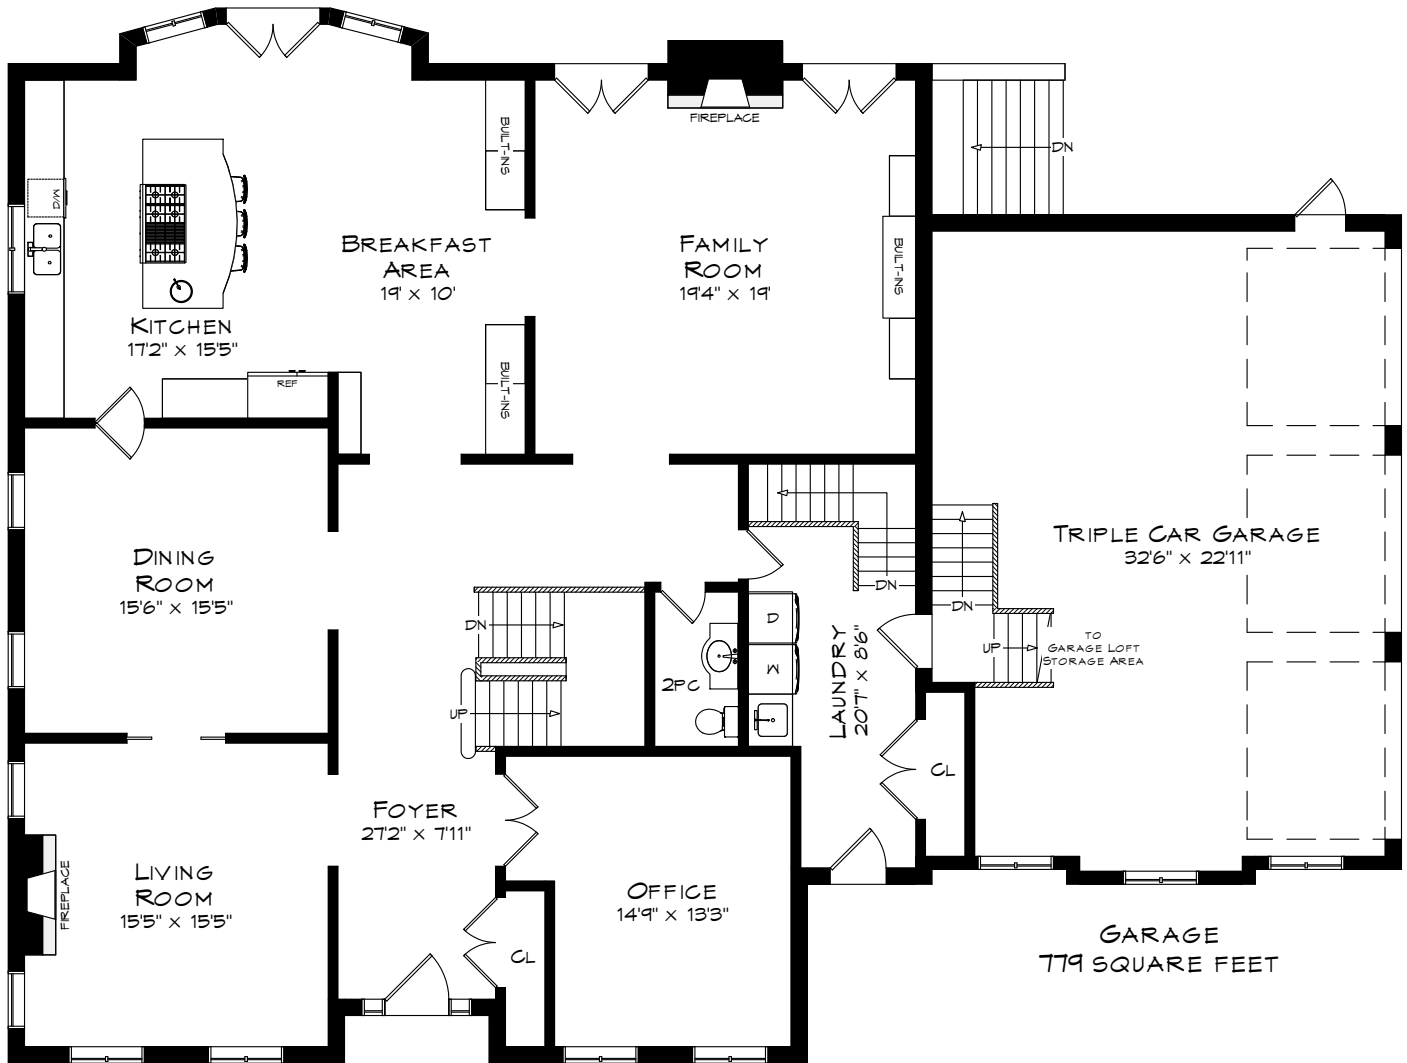 FIREPLACE
BUILT-INS
DN
M/D
BREAKFAST
AREA
19' x 10'
FAMILY
ROOM
19'4" x 19'
BUILT-INS
KITCHEN
17'2" x 15'5"
REF
BUILT-INS
DINING
ROOM
15'6" x 15'5"
TRIPLE CAR GARAGE
32'6" x 22'11"
DN
DN
DN
D
W
2PC
LAUNDRY
20'7" x 8'6"
UP
TO
GARAGE LOFT
STORAGE AREA
UP
CL
FOYER
27'2" x 7'11"
LIVING
ROOM
15'5" x 15'5"
FIREPLACE
OFFICE
14'9" x 13'3"
CL
GARAGE
779 SQUARE FEET